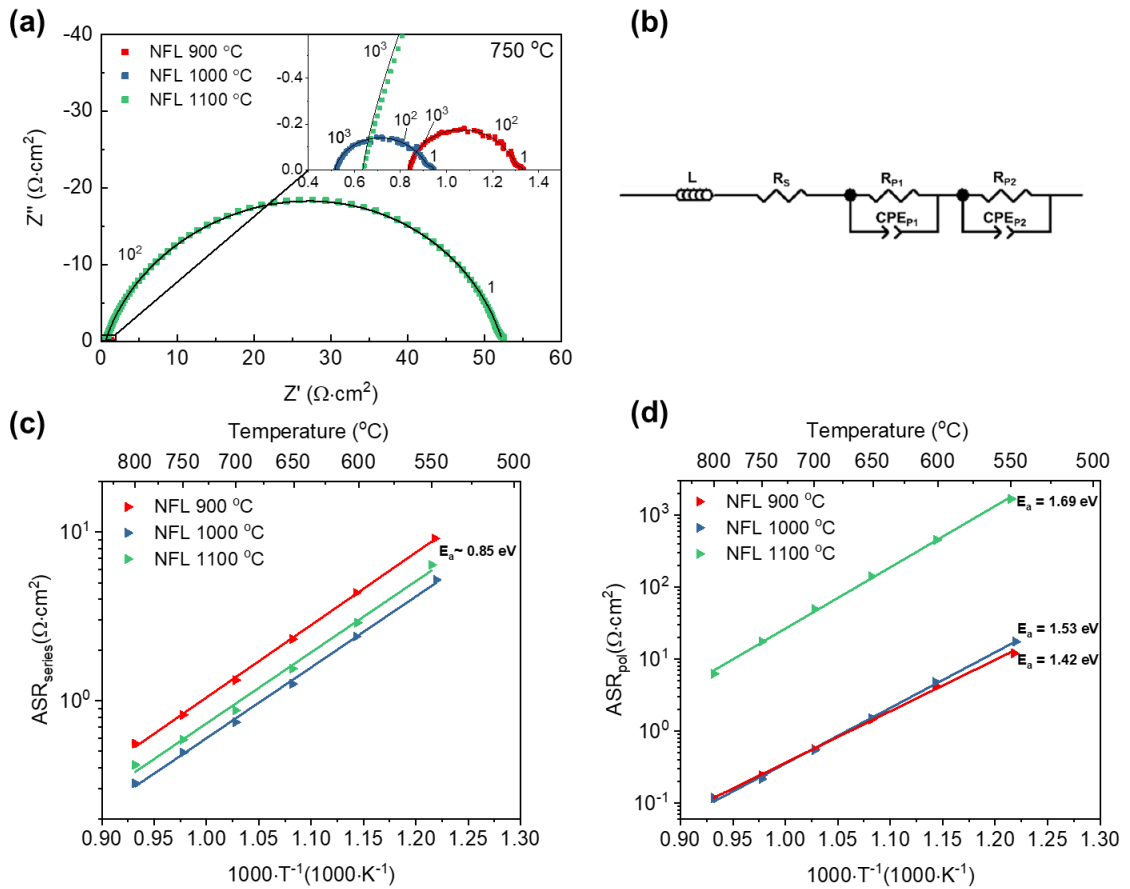 (a)
NFL 900 °C
NFL 1000 °C
NFL 1100 °C
750 °C
10³
10³
10²
10³
10²
1
1
-0.4
-0.2
0.0
0.4 0.6 0.8 1.0 1.2 1.4
-40
-30
-20
-10
0
10²
1
0 10 20 30 40 50 60
Z'' (Ω·cm²)
Z' (Ω·cm²)
(b)
L
R_S
R_P1
CPE_P1
R_P2
CPE_P2
(c)
Temperature (°C)
800 750 700 650 600 550 500
NFL 900 °C
NFL 1000 °C
NFL 1100 °C
E_a~ 0.85 eV
10¹
10⁰
ASR_series(Ω·cm²)
0.90 0.95 1.00 1.05 1.10 1.15 1.20 1.25 1.30
1000·T⁻¹(1000·K⁻¹)
(d)
Temperature (°C)
800 750 700 650 600 550 500
NFL 900 °C
NFL 1000 °C
NFL 1100 °C
E_a = 1.69 eV
E_a = 1.53 eV
E_a = 1.42 eV
10³
10²
10¹
10⁰
10⁻¹
ASR_pol(Ω·cm²)
0.90 0.95 1.00 1.05 1.10 1.15 1.20 1.25 1.30
1000·T⁻¹(1000·K⁻¹)